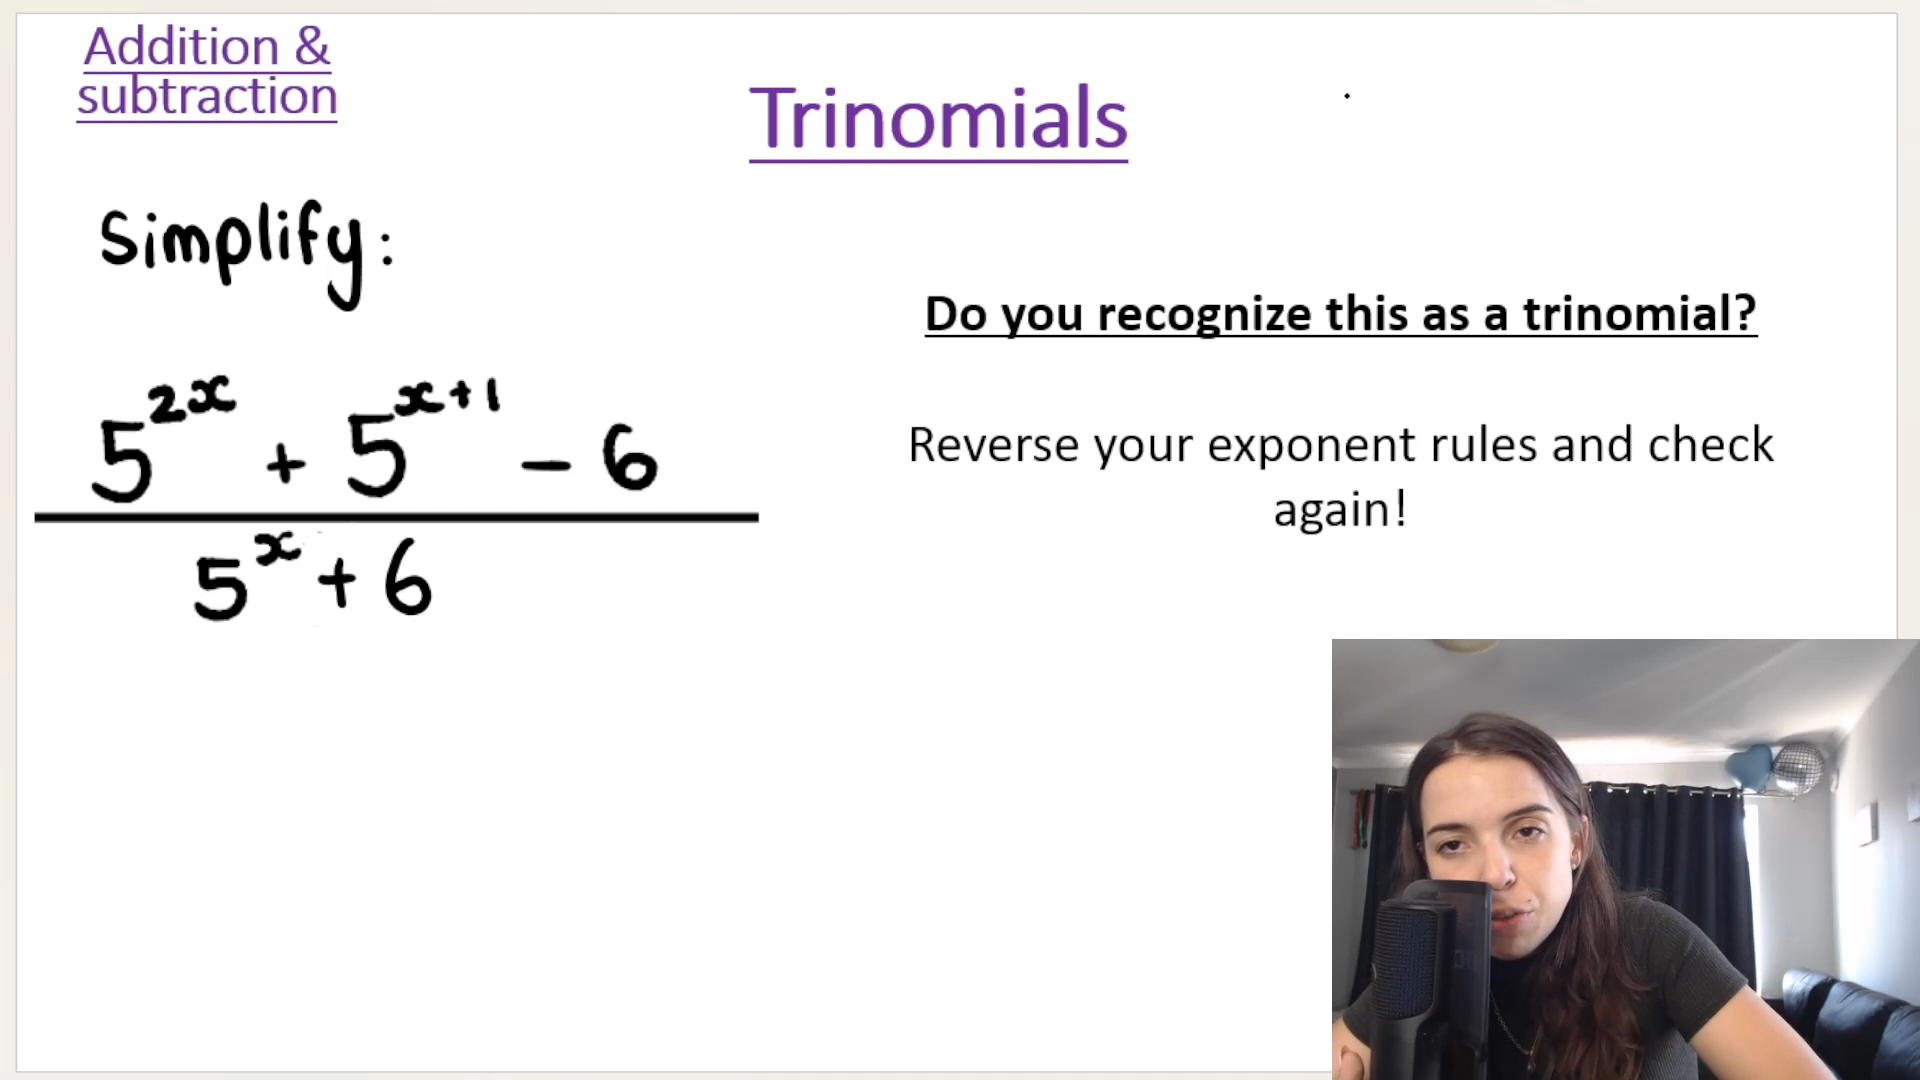 Addition &
subtraction
Trinomials
Simplify:
Do you recognize this as a trinomial?
Reverse your exponent rules and check
again!
5^{2x} + 5^{x+1} - 6
5^{x} + 6